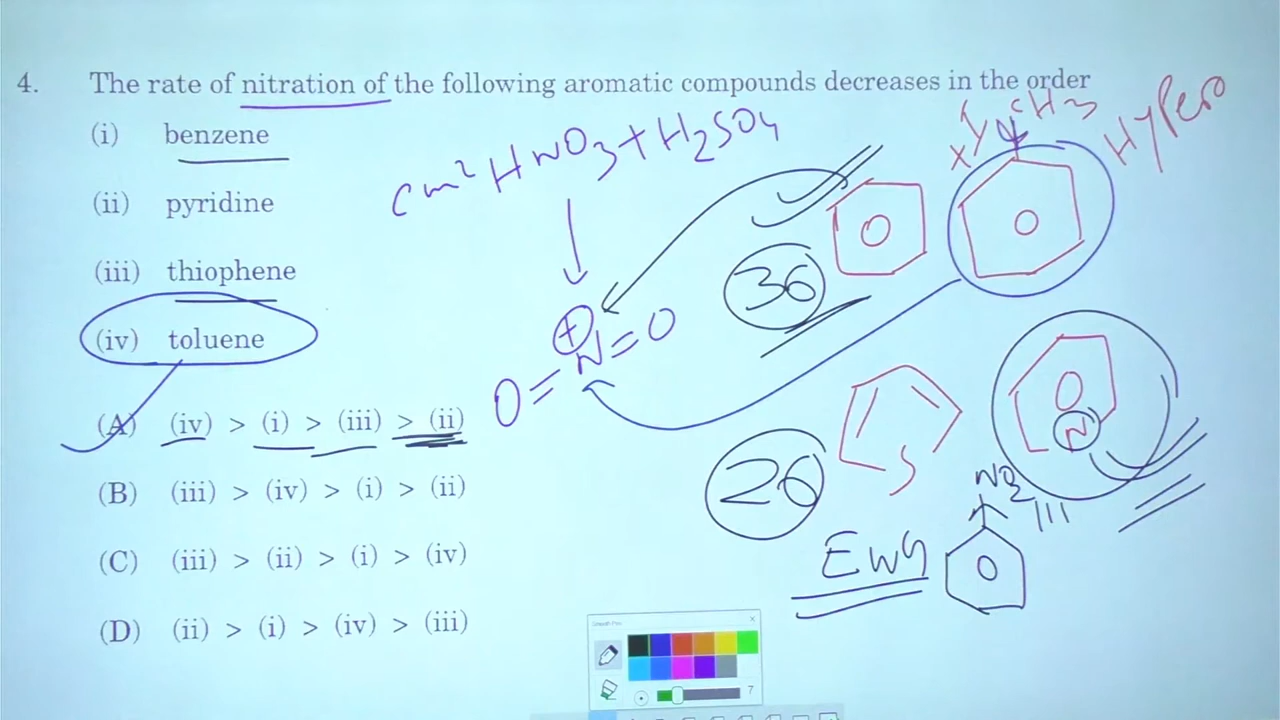 4. The rate of nitration of the following aromatic compounds decreases in the order
(i) benzene
(ii) pyridine
(iii) thiophene
(iv) toluene
(A) (iv) > (i) > (iii) > (ii)
(B) (iii) > (iv) > (i) > (ii)
(C) (iii) > (ii) > (i) > (iv)
(D) (ii) > (i) > (iv) > (iii)
HNO3+H2SO4
CH3
Hypero
36
O=N=O
N
S
26
NO2
EWG
7